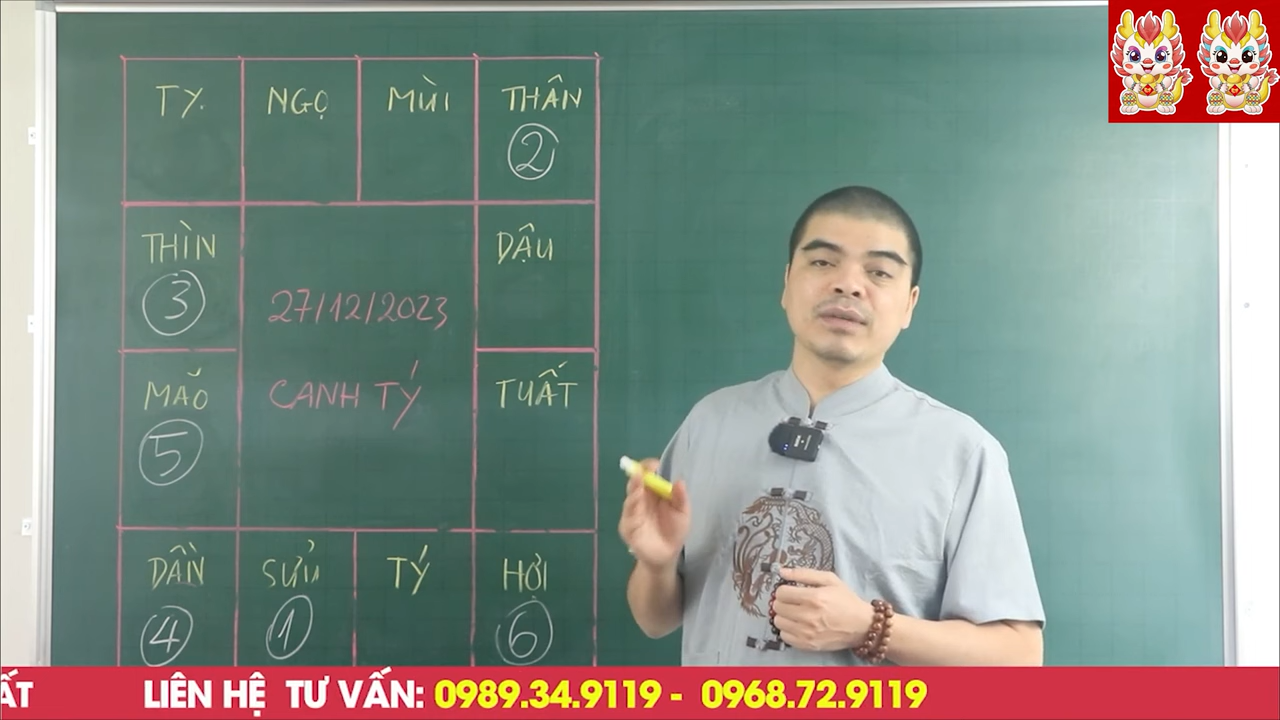 TY.
NGỌ
MÙI
THÂN
2
THÌN
3
DẬU
27/12/2023
CANH TÝ
MÃO
5
TUẤT
DẦN
4
SỬU
1
TÝ
HỢI
6
ẤT LIÊN HỆ TƯ VẤN: 0989.34.9119 - 0968.72.9119